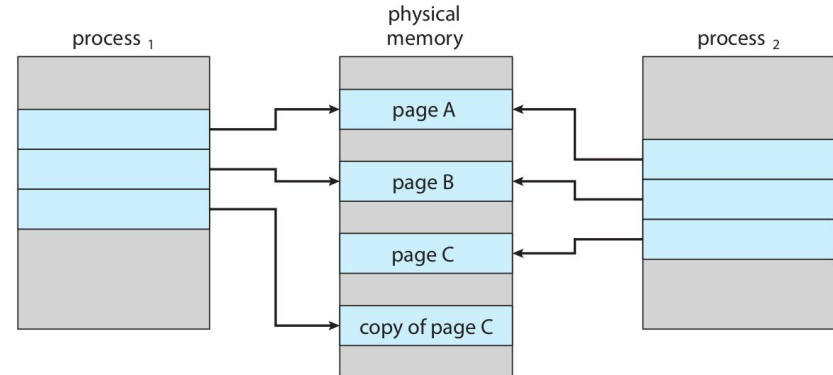 process 1
physical
memory
process 2
page A
page B
page C
copy of page C